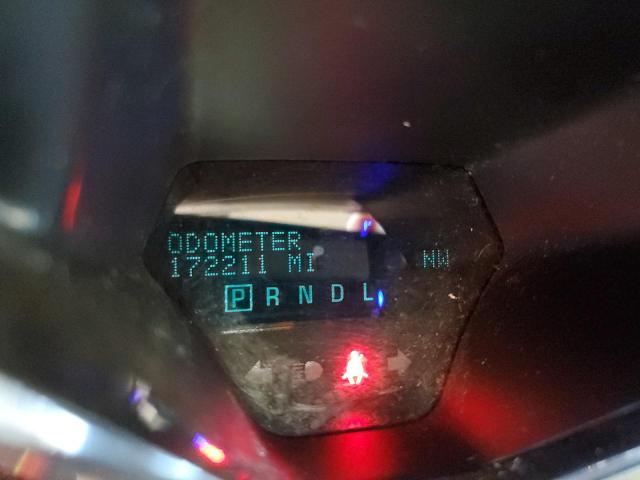 ODOMETER
172211 MI NW
P R N D L